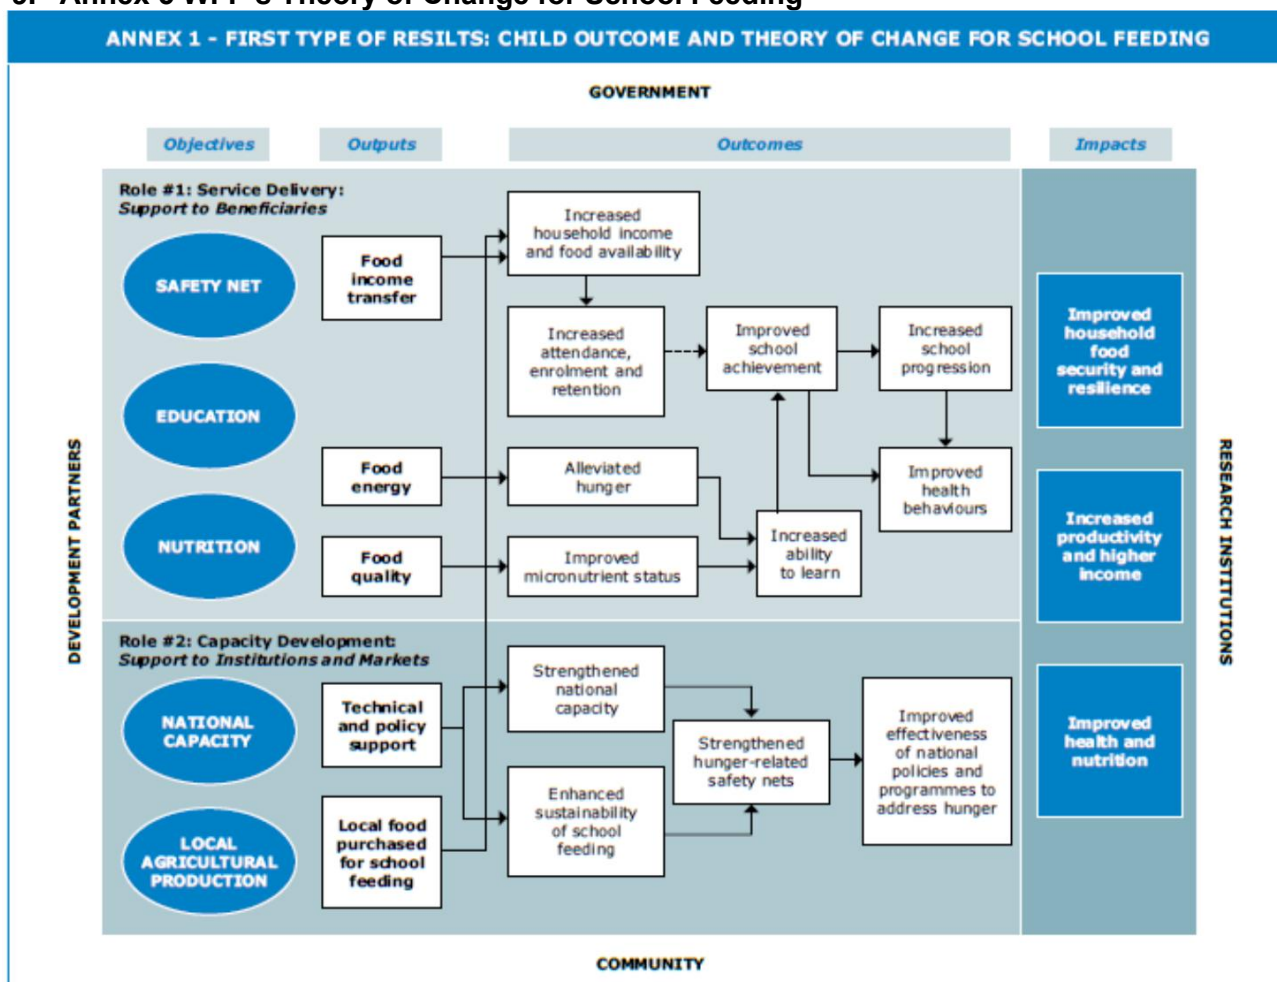 ANNEX 1 - FIRST TYPE OF RESILTS: CHILD OUTCOME AND THEORY OF CHANGE FOR SCHOOL FEEDING
GOVERNMENT
Objectives
Outputs
Outcomes
Impacts
Role #1: Service Delivery:
Support to Beneficiaries
SAFETY NET
EDUCATION
NUTRITION
Food
income
transfer
Food
energy
Food
quality
Increased
household income
and food availability
Increased
attendance,
enrolment and
retention
Improved
school
achievement
Increased
school
progression
Alleviated
hunger
Improved
micronutrient status
Increased
ability
to learn
Improved
health
behaviours
Role #2: Capacity Development:
Support to Institutions and Markets
NATIONAL
CAPACITY
LOCAL
AGRICULTURAL
PRODUCTION
Technical
and policy
support
Local food
purchased
for school
feeding
Strengthened
national
capacity
Enhanced
sustainability
of school
feeding
Strengthened
hunger-related
safety nets
Improved
effectiveness
of national
policies and
programmes to
address hunger
Improved
household
food
security and
resilience
Increased
productivity
and higher
income
Improved
health and
nutrition
DEVELOPMENT PARTNERS
RESEARCH INSTITUTIONS
COMMUNITY